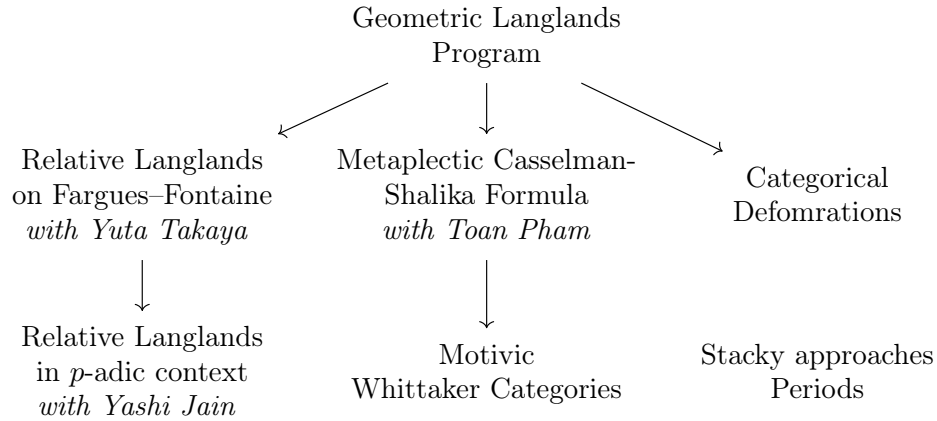 Geometric Langlands
Program
Relative Langlands
on Fargues–Fontaine
with Yuta Takaya
Metaplectic Casselman-
Shalika Formula
with Toan Pham
Categorical
Defomrations
Relative Langlands
in p-adic context
with Yashi Jain
Motivic
Whittaker Categories
Stacky approaches
Periods